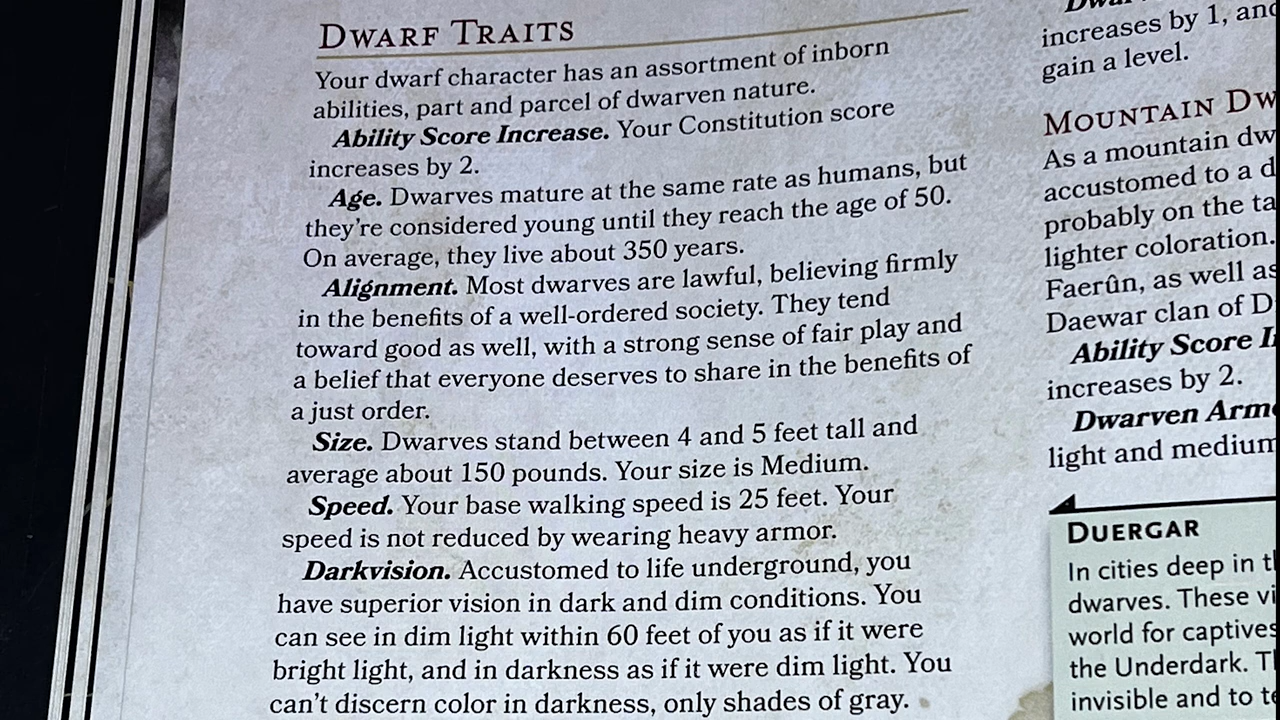 DWARF TRAITS
Your dwarf character has an assortment of inborn
abilities, part and parcel of dwarven nature.
Ability Score Increase. Your Constitution score
increases by 2.
Age. Dwarves mature at the same rate as humans, but
they're considered young until they reach the age of 50.
On average, they live about 350 years.
Alignment. Most dwarves are lawful, believing firmly
in the benefits of a well-ordered society. They tend
toward good as well, with a strong sense of fair play and
a belief that everyone deserves to share in the benefits of
a just order.
Size. Dwarves stand between 4 and 5 feet tall and
average about 150 pounds. Your size is Medium.
Speed. Your base walking speed is 25 feet. Your
speed is not reduced by wearing heavy armor.
Darkvision. Accustomed to life underground, you
have superior vision in dark and dim conditions. You
can see in dim light within 60 feet of you as if it were
bright light, and in darkness as if it were dim light. You
can't discern color in darkness, only shades of gray.
increases by 1, and
gain a level.
MOUNTAIN
As a mountain
accustomed to a
probably on the
lighter coloration.
Faerûn, as well as
Daewar clan of
Ability Score
increases by 2.
Dwarven
light and medium
DUERGAR
In cities deep in
dwarves. These
world for captives
the Underdark.
invisible and to